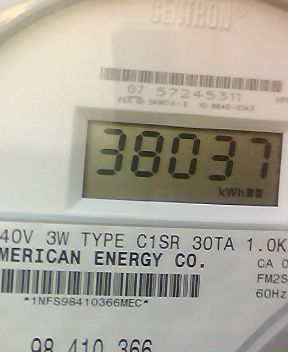 CENTRON
07 57245311
38037
kWh
40V 3W TYPE C1SR 30TA 1.0K
MERICAN ENERGY CO.
CA 0
FM2S
60Hz
*1NFS98410366MEC*
98 410 366